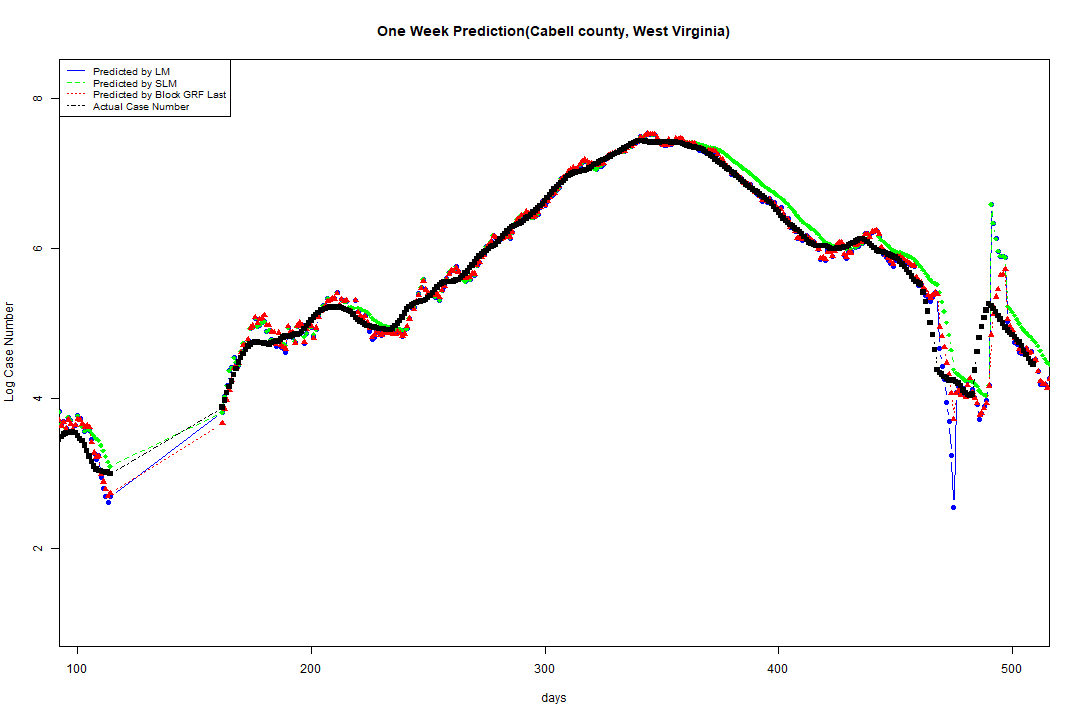 One Week Prediction(Cabell county, West Virginia)
Predicted by LM
Predicted by SLM
Predicted by Block GRF Last
Actual Case Number
8
6
4
2
Log Case Number
100 200 300 400 500
days